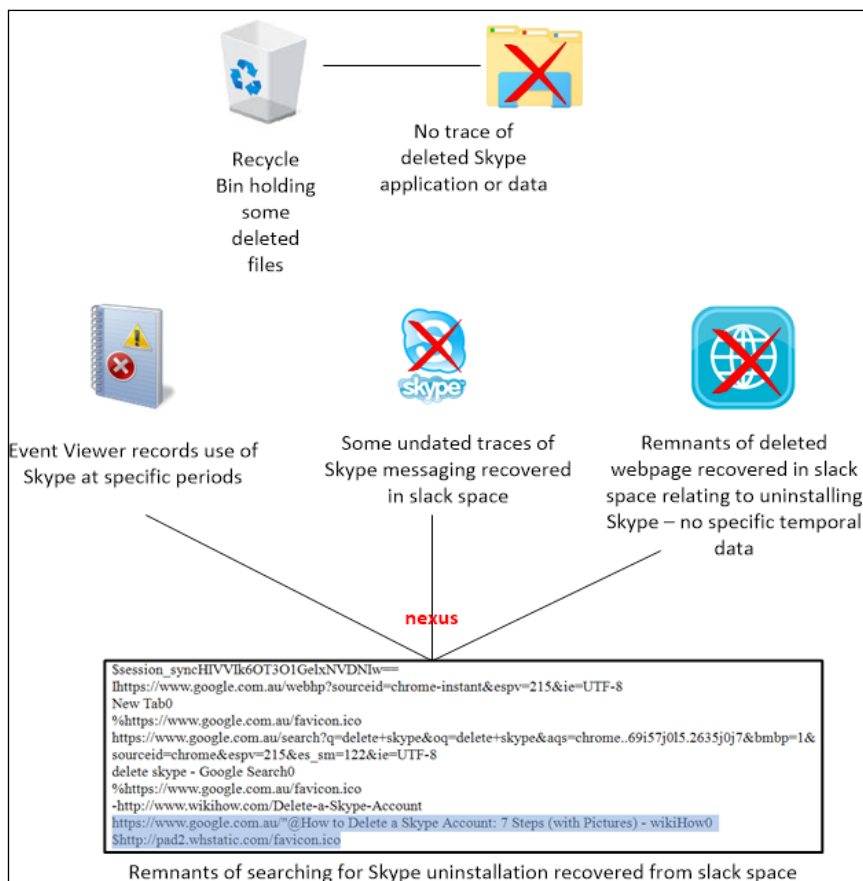 Recycle
Bin holding
some
deleted
files
No trace of
deleted Skype
application or data
Event Viewer records use of
Skype at specific periods
skype
Some undated traces of
Skype messaging recovered
in slack space
Remnants of deleted
webpage recovered in slack
space relating to uninstalling
Skype – no specific temporal
data
nexus
$session_syncHIVVIk6OT3O1GelxNVDNIw==
Ihttps://www.google.com.au/webhp?sourceid=chrome-instant&espv=215&ie=UTF-8
New Tab0
%https://www.google.com.au/favicon.ico
https://www.google.com.au/search?q=delete+skype&oq=delete+skype&aqs=chrome..69i57j0l5.2635j0j7&bmbp=1&
sourceid=chrome&espv=215&es_sm=122&ie=UTF-8
delete skype - Google Search0
%https://www.google.com.au/favicon.ico
-http://www.wikihow.com/Delete-a-Skype-Account
https://www.google.com.au/"@How to Delete a Skype Account: 7 Steps (with Pictures) - wikiHow0
$http://pad2.whstatic.com/favicon.ico
Remnants of searching for Skype uninstallation recovered from slack space